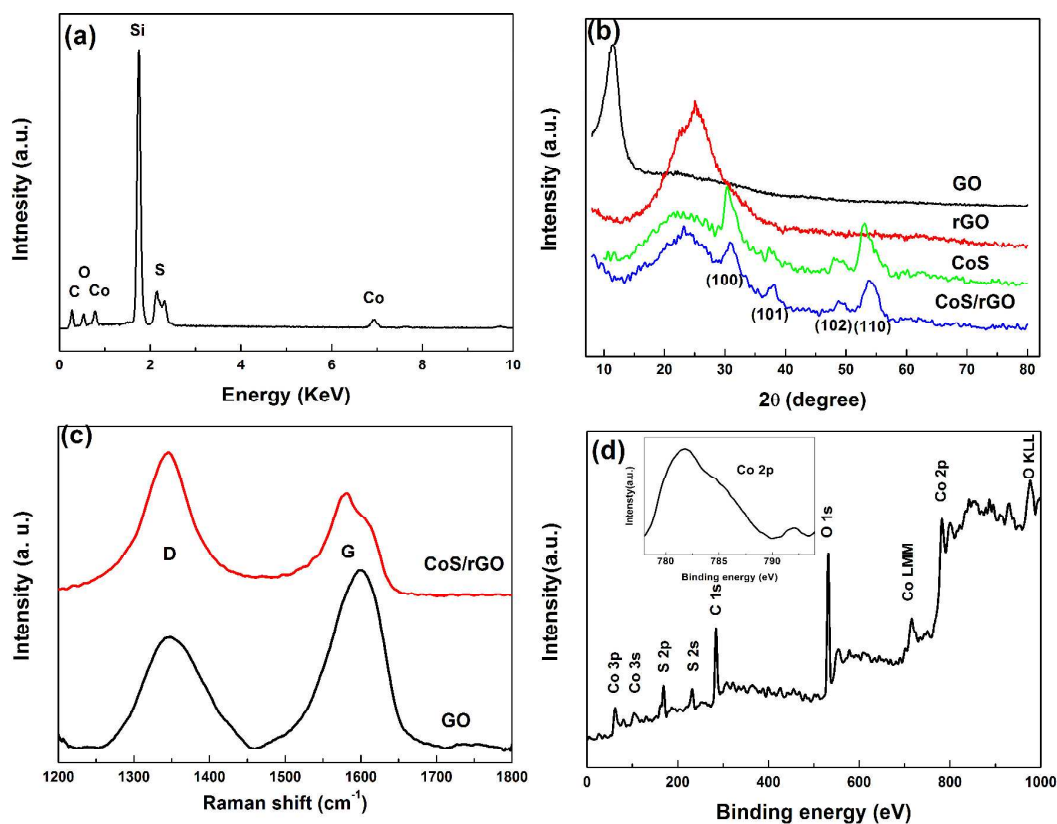 (a)
Si
O
C
Co
S
Co
Intnesity (a.u.)
0 2 4 6 8 10
Energy (KeV)
(b)
GO
rGO
CoS
CoS/rGO
(100)
(101)
(102)
(110)
Intensity (a.u.)
10 20 30 40 50 60 70 80
2θ (degree)
(c)
D
G
CoS/rGO
GO
Intensity (a. u.)
1200 1300 1400 1500 1600 1700 1800
Raman shift (cm-1)
(d)
Co 2p
Intensty(a.u.)
780 785 790
Binding energy (eV)
Co 3p
Co 3s
S 2p
S 2s
C 1s
O 1s
Co LMM
Co 2p
O KLL
Intensity(a.u.)
0 200 400 600 800 1000
Binding energy (eV)